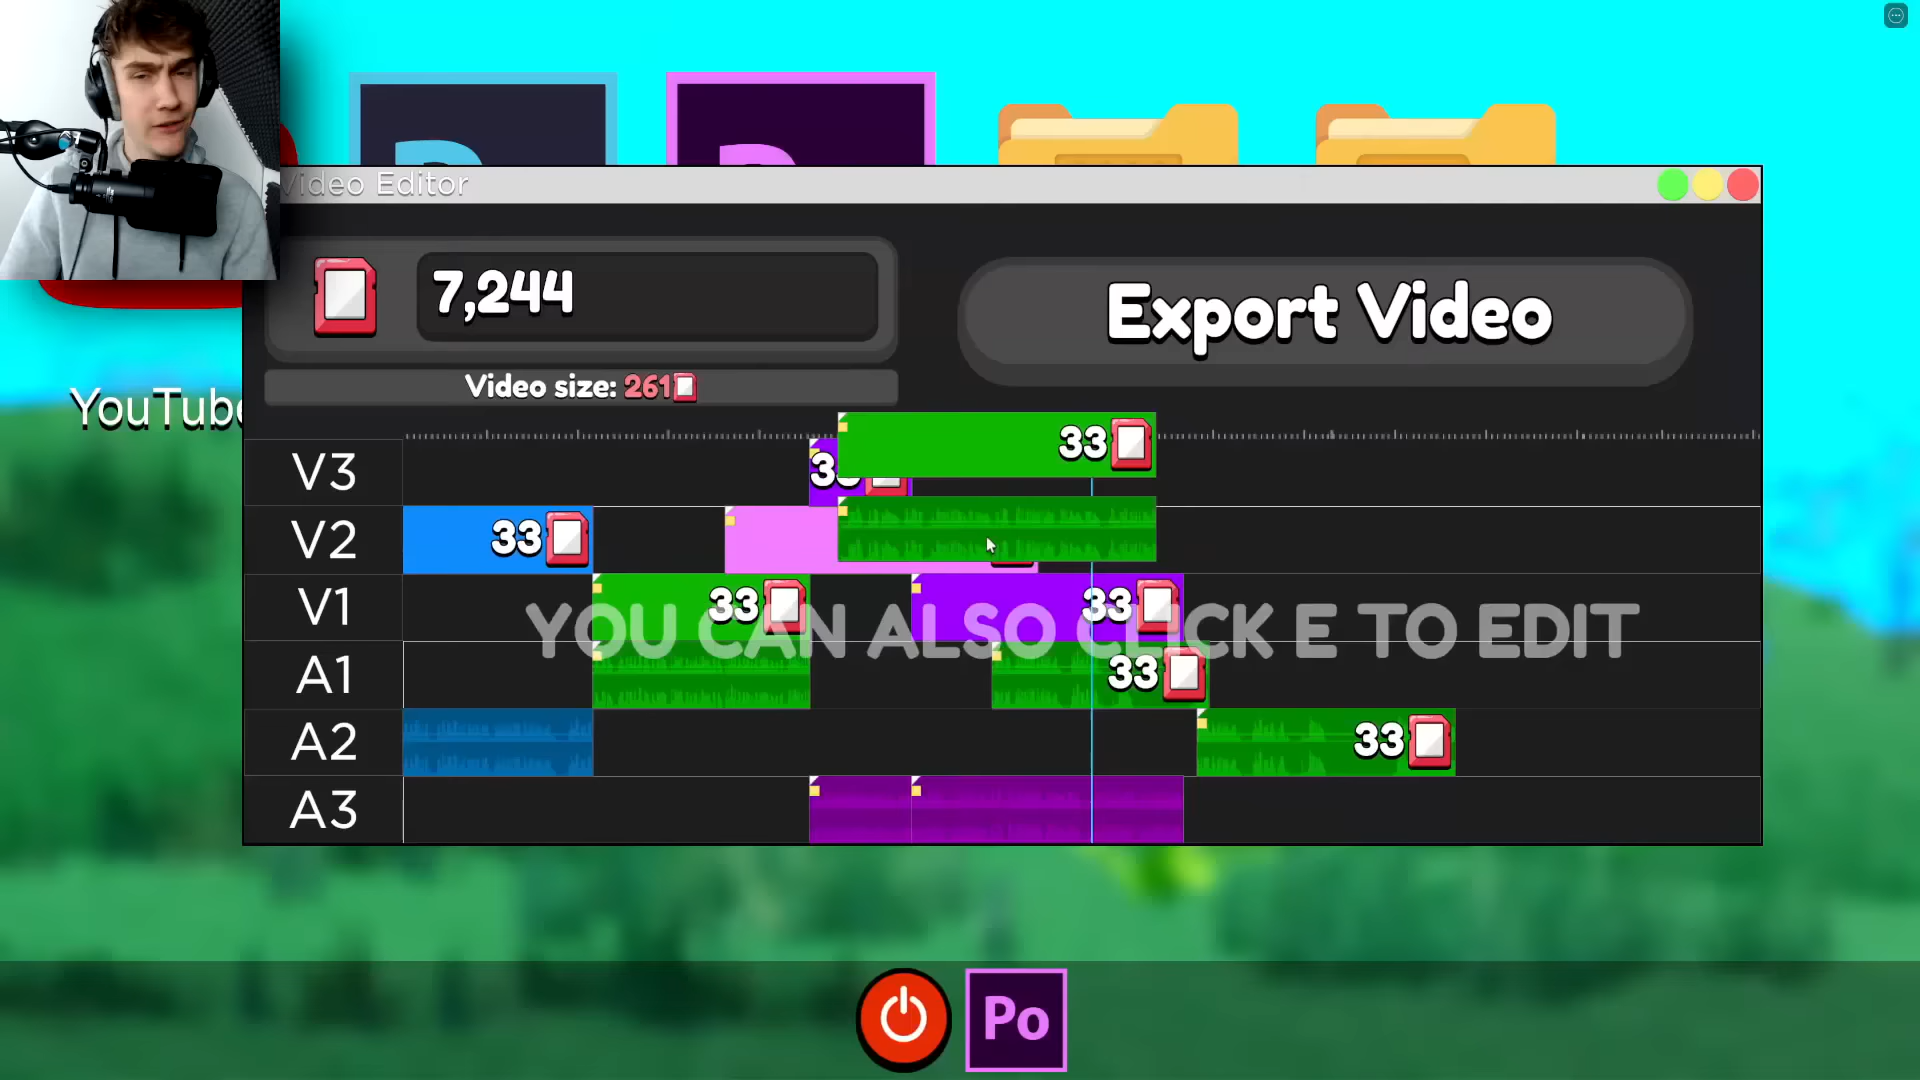 Video Editor
7,244
Export Video
Video size: 261
YouTube
33
V3
V2
33
V1
33
33
YOU CAN ALSO CLICK E TO EDIT
A1
33
A2
33
A3
Po